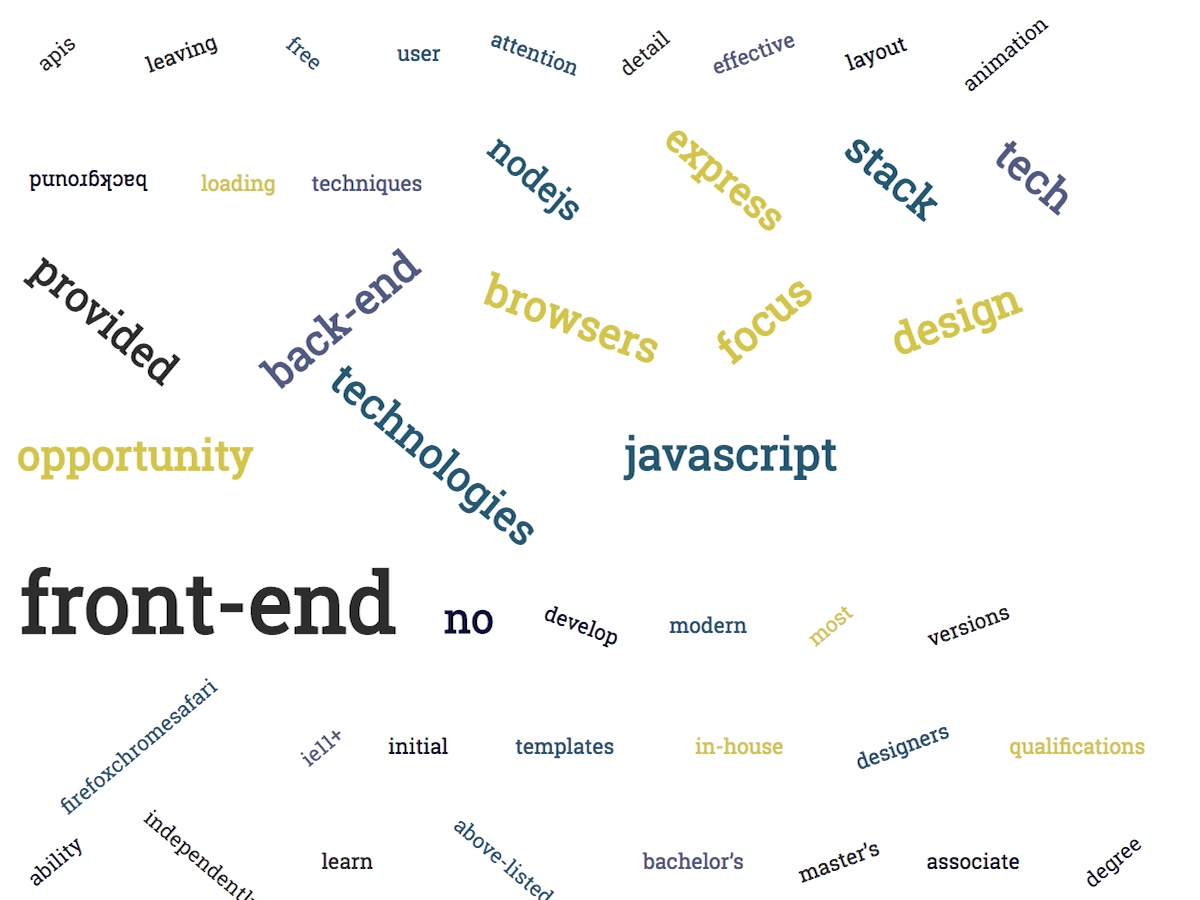 apis leaving free user attention detail effective layout animation
background loading techniques nodejs express stack tech
provided back-end browsers focus design
opportunity technologies javascript
front-end no develop modern most versions
firefoxchromesafari ie11+ initial templates in-house designers qualifications
ability independentl learn above-listed bachelor's master's associate degree